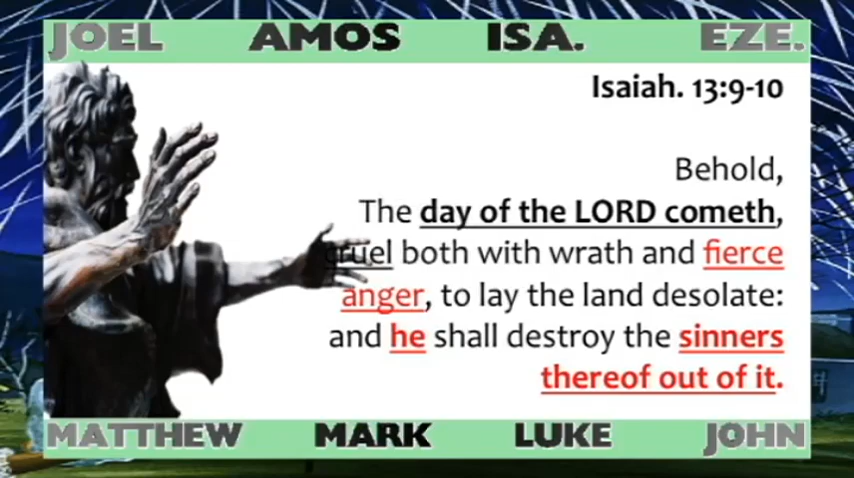 JOEL AMOS ISA. EZE.
Isaiah. 13:9-10
Behold,
The day of the LORD cometh,
cruel both with wrath and fierce
anger, to lay the land desolate:
and he shall destroy the sinners
thereof out of it.
MATTHEW MARK LUKE JOHN